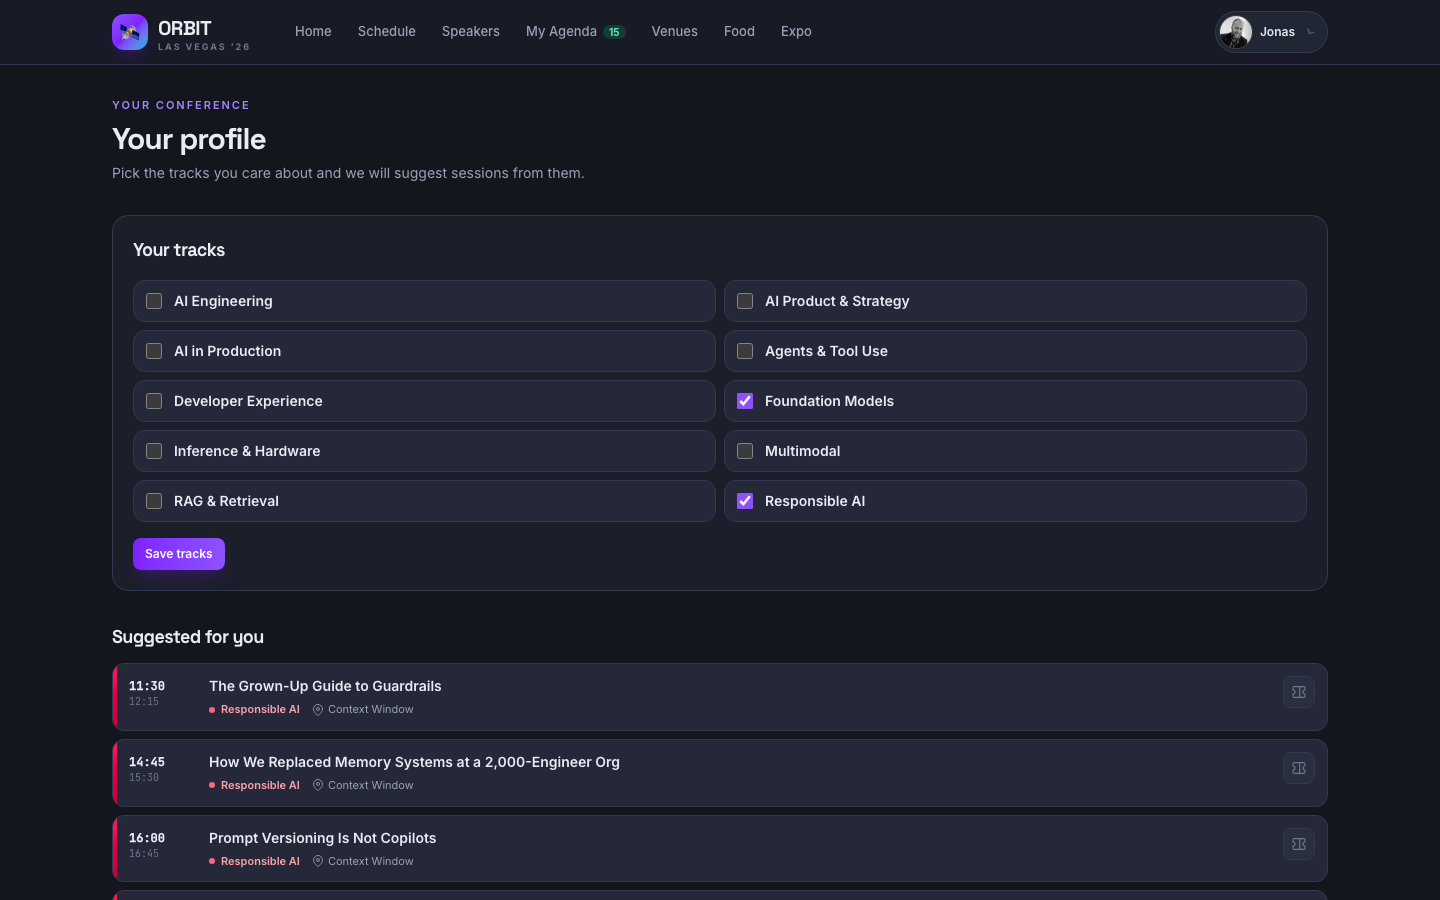 ORBIT
LAS VEGAS '26
Home
Schedule
Speakers
My Agenda 15
Venues
Food
Expo
Jonas
YOUR CONFERENCE
Your profile
Pick the tracks you care about and we will suggest sessions from them.
Your tracks
AI Engineering
AI Product & Strategy
AI in Production
Agents & Tool Use
Developer Experience
Foundation Models
Inference & Hardware
Multimodal
RAG & Retrieval
Responsible AI
Save tracks
Suggested for you
11:30
12:15
The Grown-Up Guide to Guardrails
Responsible AI
Context Window
14:45
15:30
How We Replaced Memory Systems at a 2,000-Engineer Org
Responsible AI
Context Window
16:00
16:45
Prompt Versioning Is Not Copilots
Responsible AI
Context Window